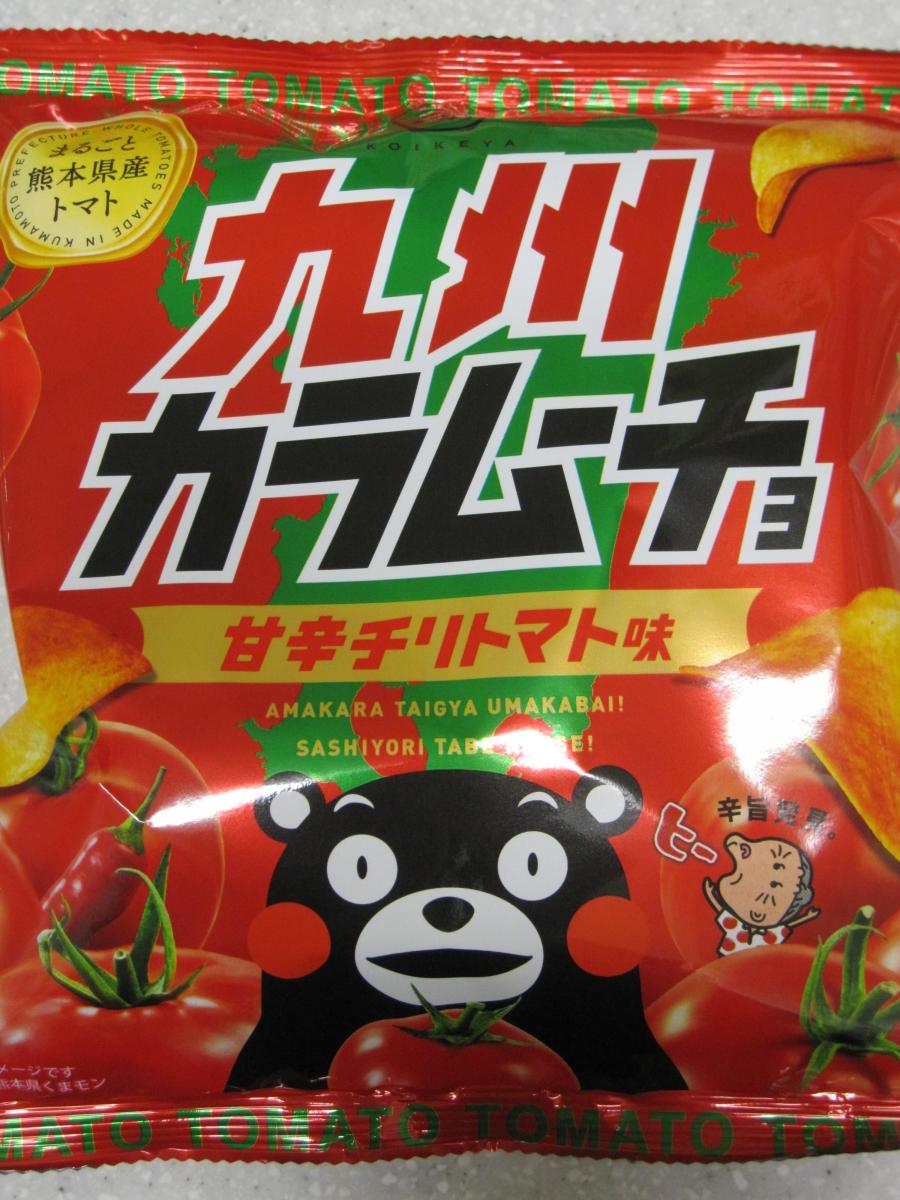 TOMATO TOMATO TOMATO TOMATO
KOIKEYA
PREFECTURE WHOLE TOMATOES MADE IN KUMAMOTO
まるごと
熊本県産
トマト
九州
カラムーチョ
甘辛チリトマト味
AMAKARA TAIGYA UMAKABAI!
SASHIYORI
辛旨発見。
ヒー
メージです
熊本県くまモン
MATO TOMATO TOMATO TOM